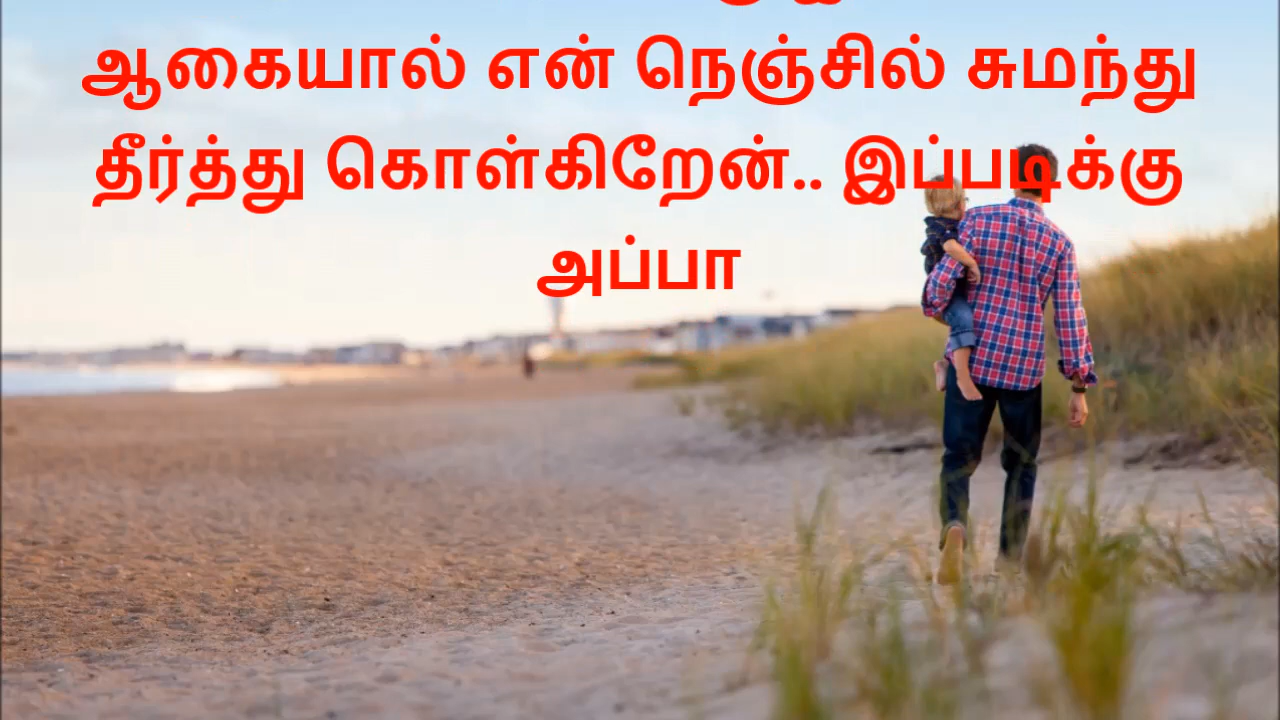 ஆகையால் என் நெஞ்சில் சுமந்து
தீர்த்து கொள்கிறேன்.. இப்படிக்கு
அப்பா